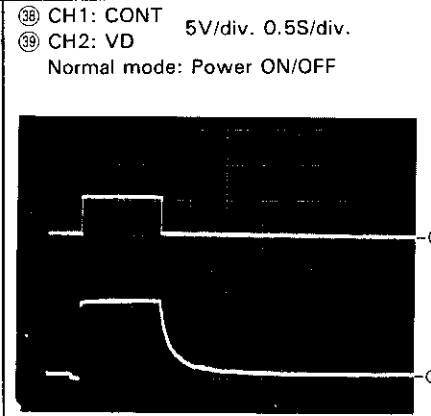 ㊳ CH1: CONT 5V/div. 0.5S/div.
㊴ CH2: VD
Normal mode: Power ON/OFF